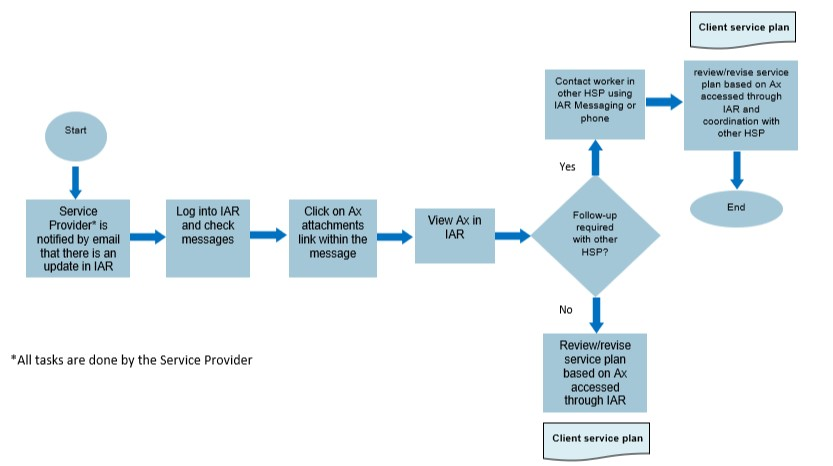 Start
Service
Provider* is
notified by email
that there is an
update in IAR
Log into IAR
and check
messages
Click on Ax
attachments
link within the
message
View Ax in
IAR
Follow-up
required
with other
HSP?
Yes
Contact worker in
other HSP using
IAR Messaging or
phone
Client service plan
review/revise service
plan based on Ax
accessed through
IAR and
coordination with
other HSP
End
No
Review/revise
service plan
based on Ax
accessed
through IAR
Client service plan
*All tasks are done by the Service Provider